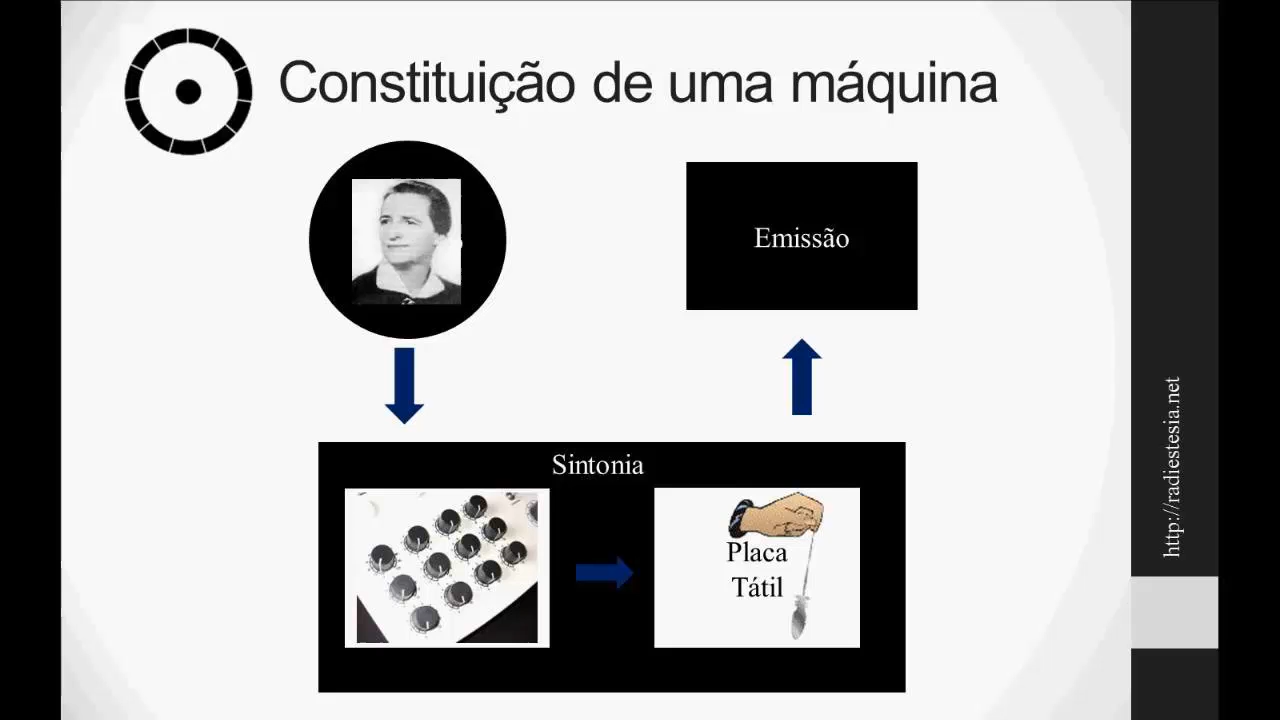 Constituição de uma máquina
Emissão
Sintonia
Placa
Tátil
http://radiestesia.net